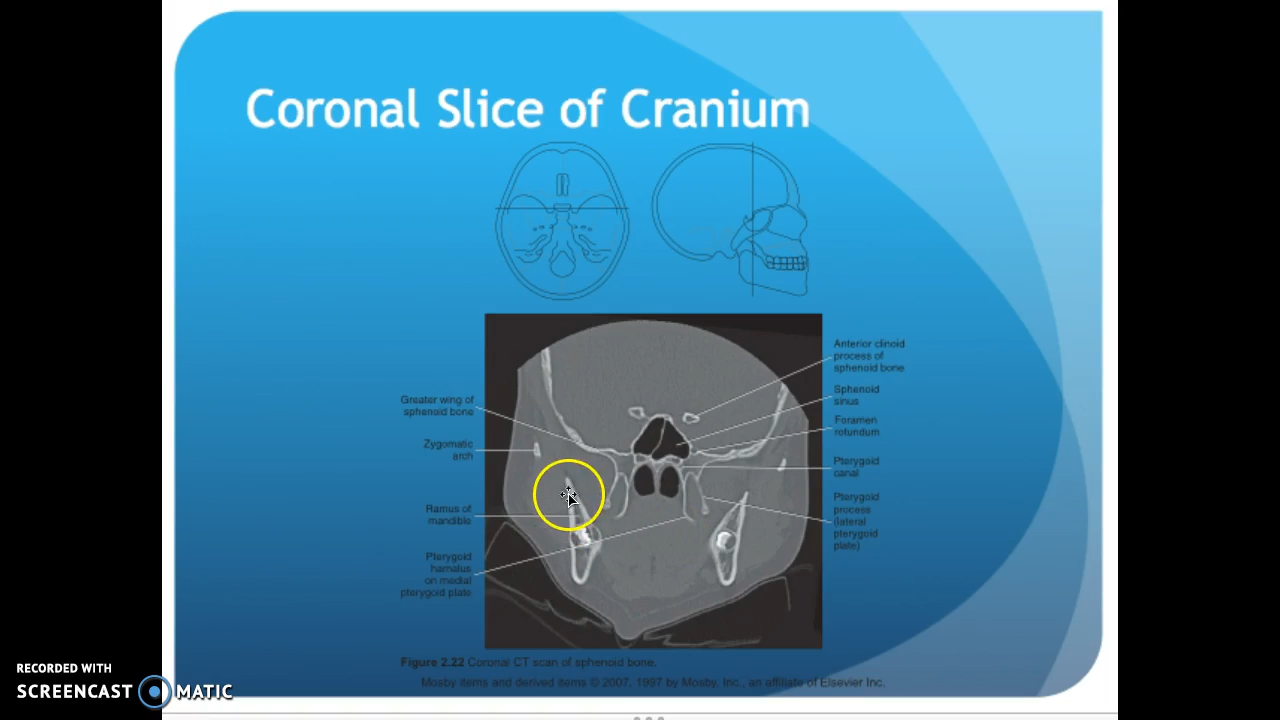 Coronal Slice of Cranium
Anterior clinoid
process of
sphenoid bone
Sphenoid
sinus
Foramen
rotundum
Pterygoid
canal
Pterygoid
process
(lateral
pterygoid
plate)
Greater wing of
sphenoid bone
Zygomatic
arch
Ramus of
mandible
Pterygoid
hamalus
on medial
pterygoid plate
Figure 2.22 Coronal CT scan of sphenoid bone.
Mosby items and derived items © 2007, 1997 by Mosby, Inc., an affiliate of Elsevier Inc.
RECORDED WITH
SCREENCAST MATIC